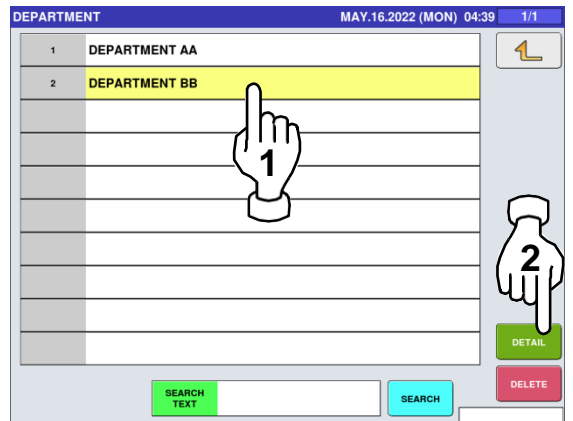 DEPARTMENT MAY.16.2022 (MON) 04:39 1/1
1 DEPARTMENT AA
2 DEPARTMENT BB
1
2
DETAIL
DELETE
SEARCH
TEXT
SEARCH